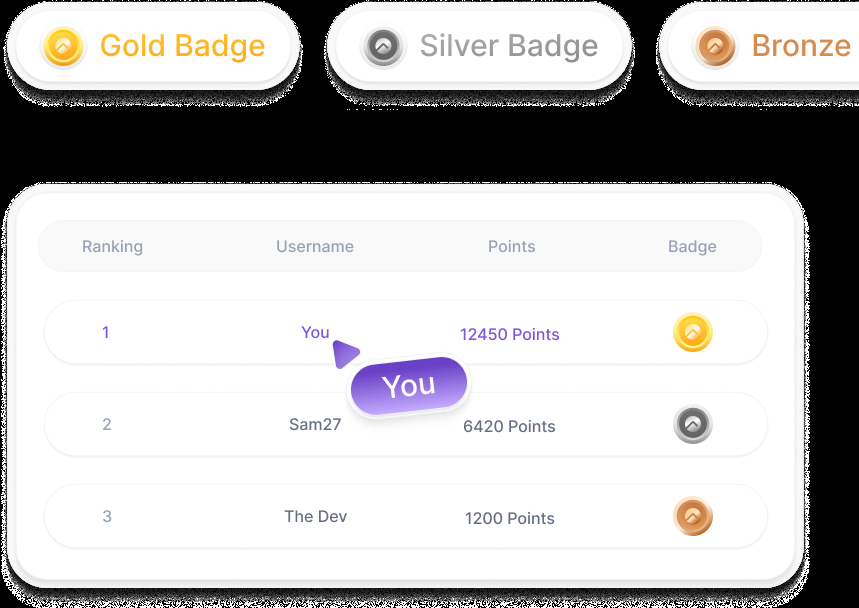 Gold Badge
Silver Badge
Bronze
Ranking Username Points Badge
1 You 12450 Points
You
2 Sam27 6420 Points
3 The Dev 1200 Points